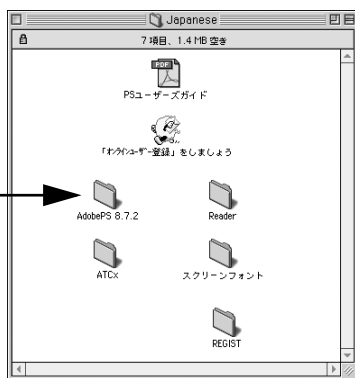 Japanese
7 項目、1.4 MB 空き
PDF
PSユーザーズガイド
「オンラインユーザー登録」をしましょう
AdobePS 8.7.2
Reader
ATCx
スクリーンフォント
REGIST